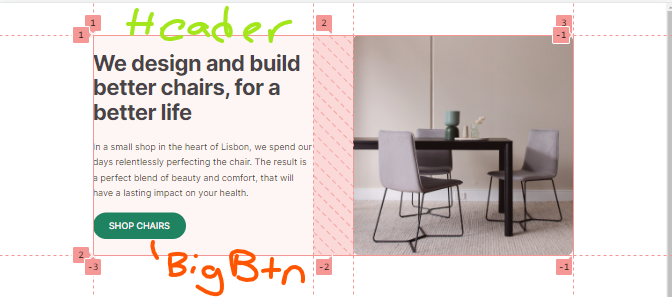 Header
1 2 3
1 -1
We design and build
better chairs, for a
better life
In a small shop in the heart of Lisbon, we spend our
days relentlessly perfecting the chair. The result is
a perfect blend of beauty and comfort, that will
have a lasting impact on your health.
SHOP CHAIRS
2
-3 -2 -1
BigBtn